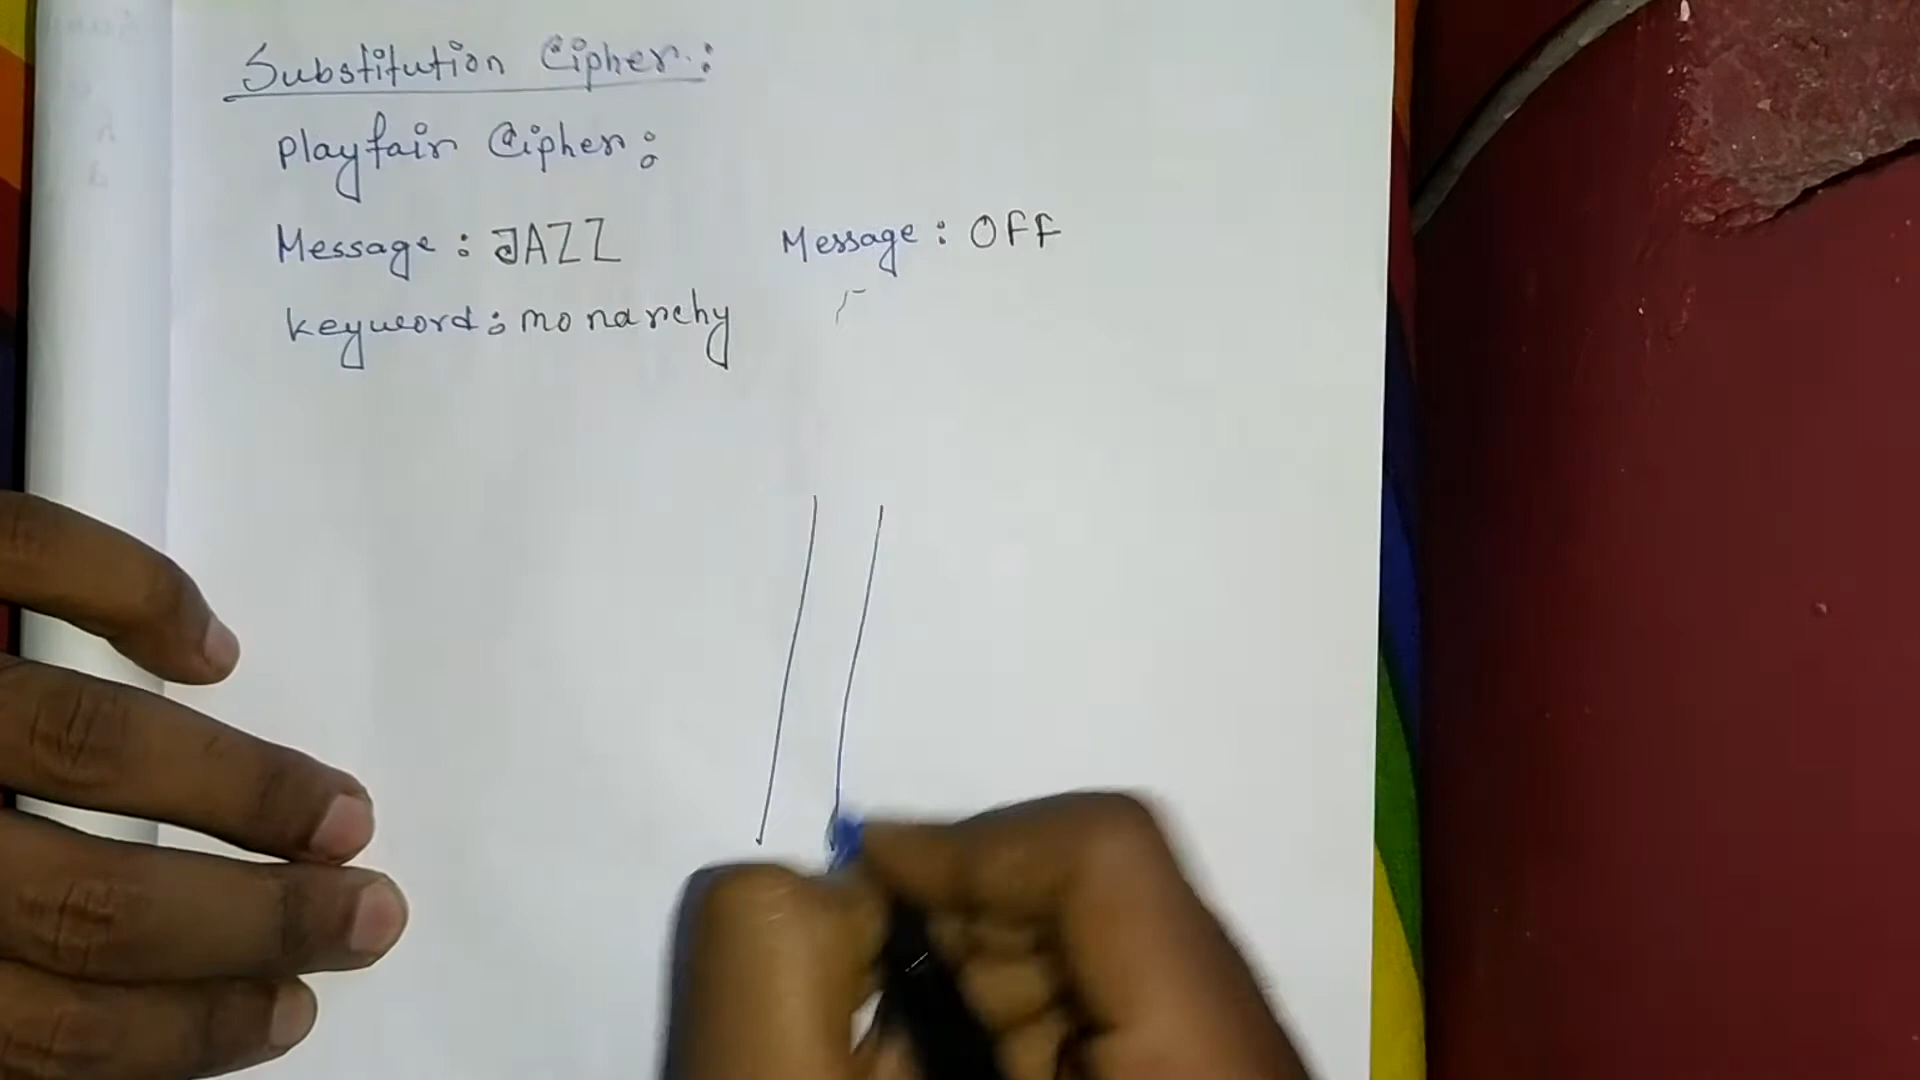 Substitution Cipher:
Playfair Cipher:
Message: JAZZ
Message: OFF
Keyword: monarchy